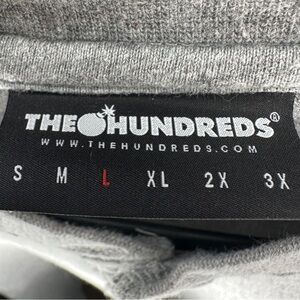 THE HUNDREDS®
WWW.THEHUNDREDS.COM
S M L XL 2X 3X